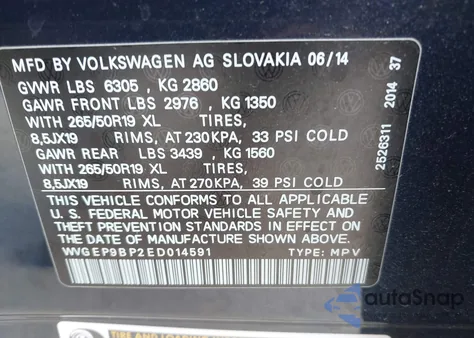 MFD BY VOLKSWAGEN AG SLOVAKIA 06/14
GVWR LBS 6305 , KG 2860
GAWR FRONT LBS 2976 , KG 1350
WITH 265/50R19 XL TIRES,
8,5JX19 RIMS, AT 230KPA, 33 PSI COLD
GAWR REAR LBS 3439 , KG 1560
WITH 265/50R19 XL TIRES,
8,5JX19 RIMS, AT 270KPA, 39 PSI COLD
THIS VEHICLE CONFORMS TO ALL APPLICABLE
U. S. FEDERAL MOTOR VEHICLE SAFETY AND
THEFT PREVENTION STANDARDS IN EFFECT ON
THE DATE OF MANUFACTURE SHOWN ABOVE.
WVGEP9BP2ED014591 TYPE: MPV
2526311 2014 37
autoSnap
TIRE AND LOADING